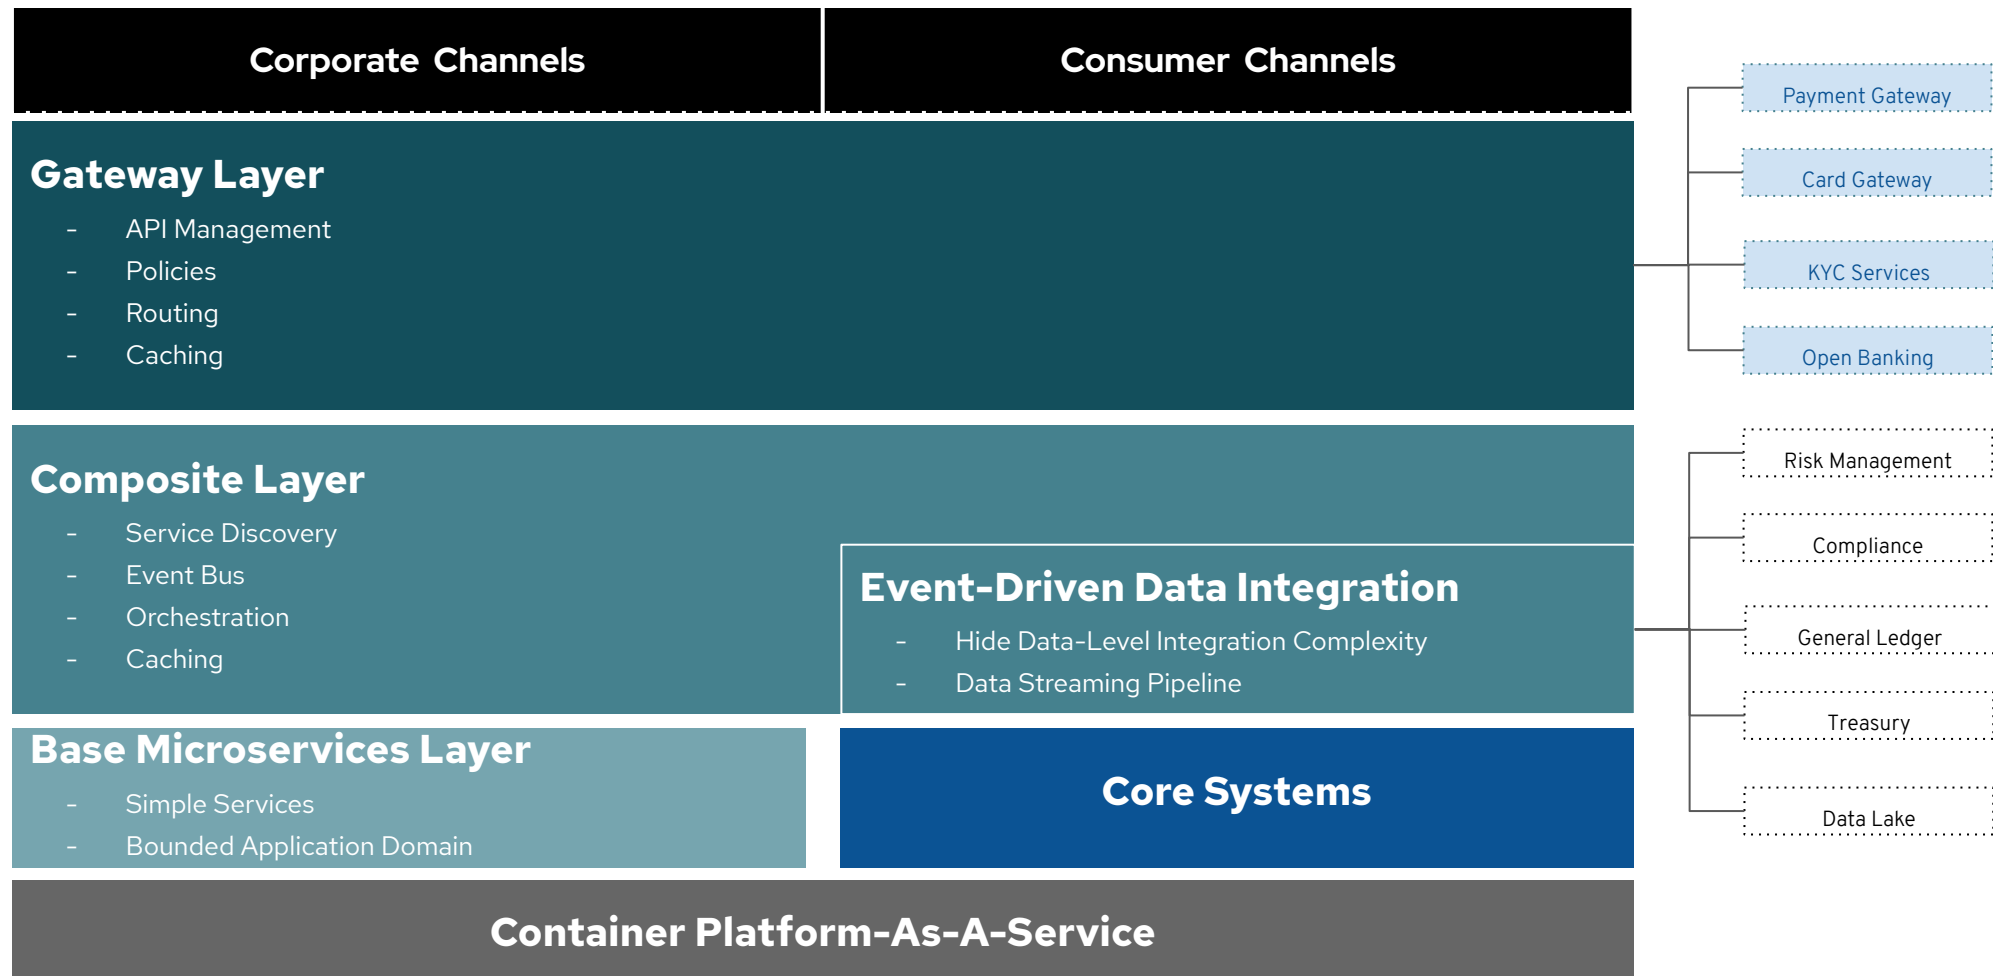 Corporate Channels
Consumer Channels
Gateway Layer
- API Management
- Policies
- Routing
- Caching
Composite Layer
- Service Discovery
- Event Bus
- Orchestration
- Caching
Event-Driven Data Integration
- Hide Data-Level Integration Complexity
- Data Streaming Pipeline
Base Microservices Layer
- Simple Services
- Bounded Application Domain
Core Systems
Container Platform-As-A-Service
Payment Gateway
Card Gateway
KYC Services
Open Banking
Risk Management
Compliance
General Ledger
Treasury
Data Lake